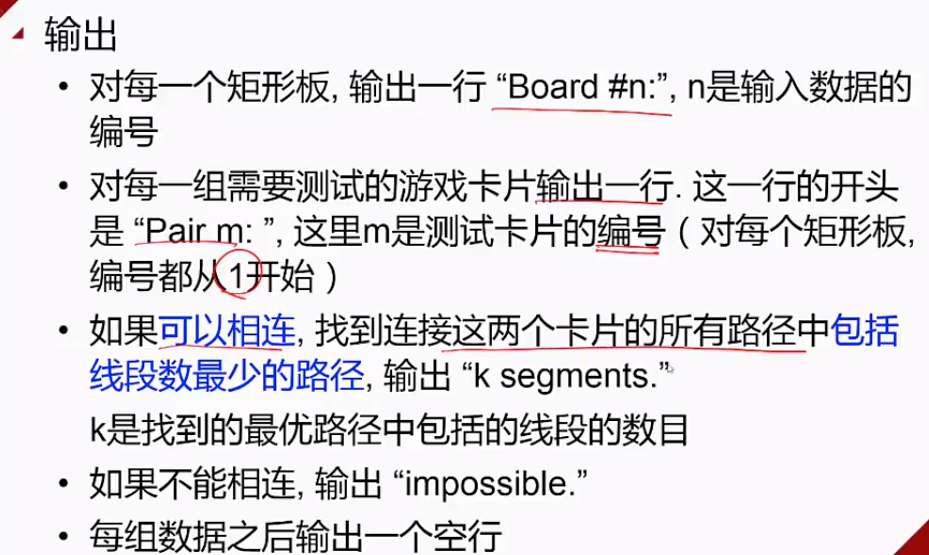 输出
• 对每一个矩形板, 输出一行 “Board #n:”, n是输入数据的
编号
• 对每一组需要测试的游戏卡片输出一行. 这一行的开头
是 “Pair m: ”, 这里m是测试卡片的编号（对每个矩形板,
编号都从1开始）
• 如果可以相连, 找到连接这两个卡片的所有路径中包括
线段数最少的路径, 输出 “k segments.”
k是找到的最优路径中包括的线段的数目
• 如果不能相连, 输出 “impossible.”
• 每组数据之后输出一个空行